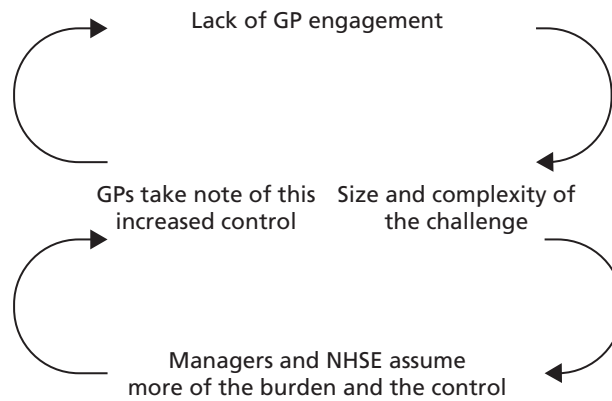 Lack of GP engagement
GPs take note of this
increased control
Size and complexity of
the challenge
Managers and NHSE assume
more of the burden and the control